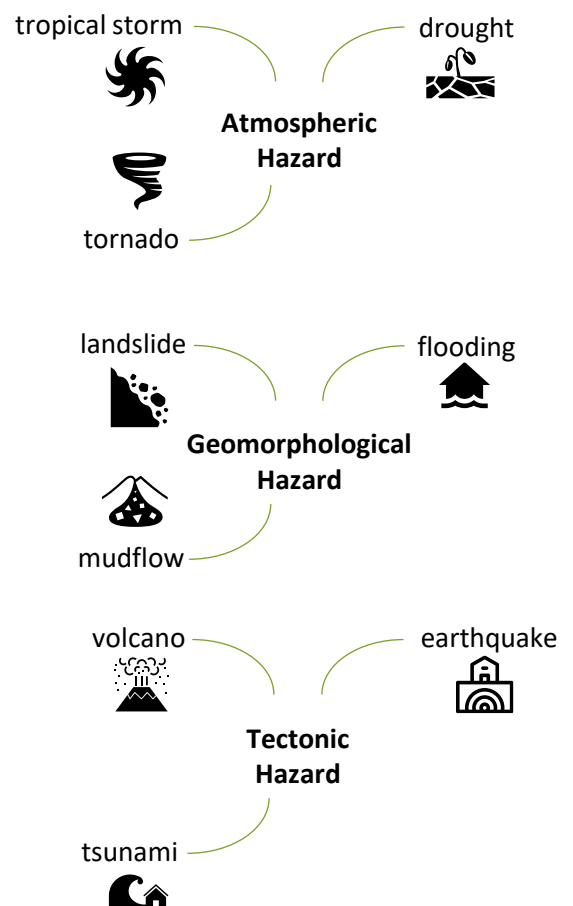 tropical storm
drought
Atmospheric
Hazard
tornado
landslide
flooding
Geomorphological
Hazard
mudflow
volcano
earthquake
Tectonic
Hazard
tsunami